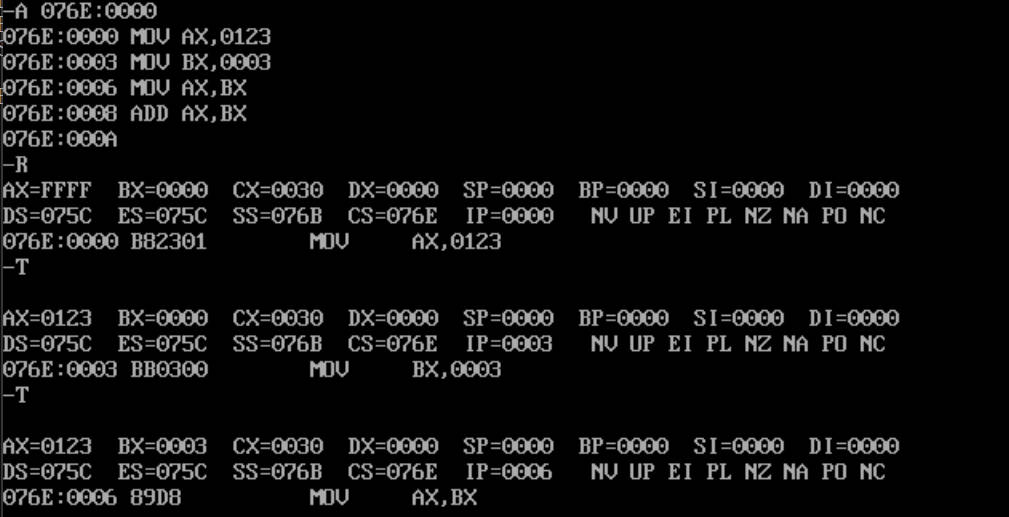 -A 076E:0000
076E:0000 MOV AX,0123
076E:0003 MOV BX,0003
076E:0006 MOV AX,BX
076E:0008 ADD AX,BX
076E:000A
-R
AX=FFFF  BX=0000  CX=0030  DX=0000  SP=0000  BP=0000  SI=0000  DI=0000
DS=075C  ES=075C  SS=076B  CS=076E  IP=0000   NV UP EI PL NZ NA PO NC
076E:0000 B82301        MOV     AX,0123
-T
AX=0123  BX=0000  CX=0030  DX=0000  SP=0000  BP=0000  SI=0000  DI=0000
DS=075C  ES=075C  SS=076B  CS=076E  IP=0003   NV UP EI PL NZ NA PO NC
076E:0003 BB0300        MOV     BX,0003
-T
AX=0123  BX=0003  CX=0030  DX=0000  SP=0000  BP=0000  SI=0000  DI=0000
DS=075C  ES=075C  SS=076B  CS=076E  IP=0006   NV UP EI PL NZ NA PO NC
076E:0006 89D8          MOV     AX,BX